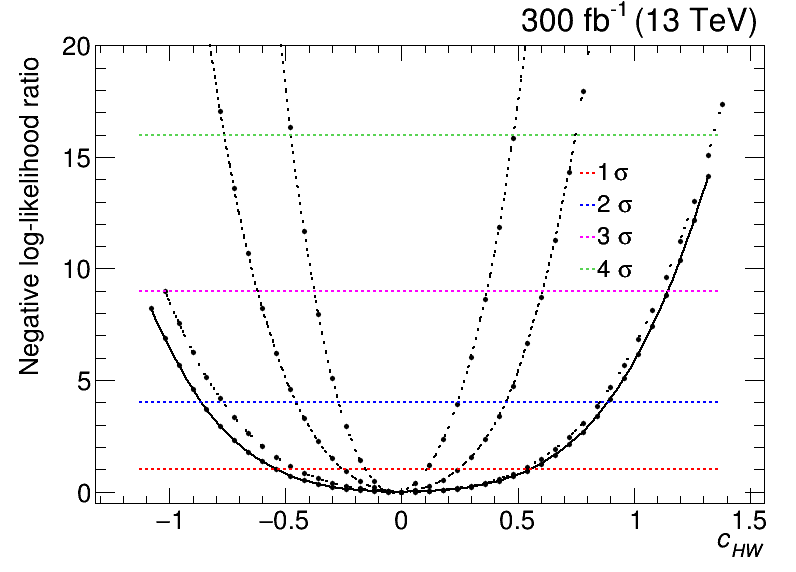 300 fb⁻¹ (13 TeV)
Negative log-likelihood ratio
20
15
10
5
0
1 σ
2 σ
3 σ
4 σ
−1
−0.5
0
0.5
1
1.5
c_HW